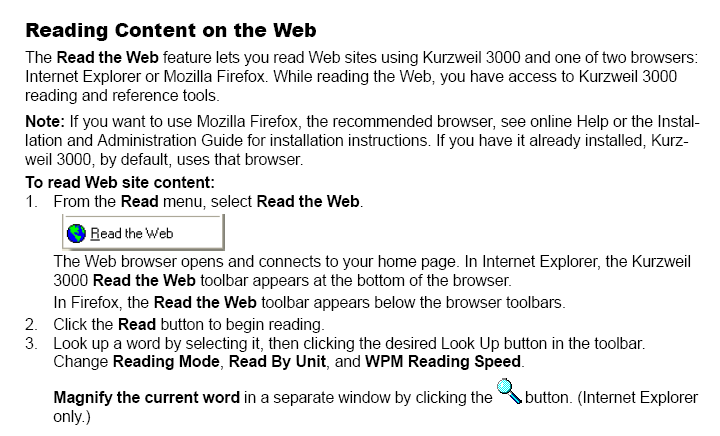 Reading Content on the Web
The Read the Web feature lets you read Web sites using Kurzweil 3000 and one of two browsers:
Internet Explorer or Mozilla Firefox. While reading the Web, you have access to Kurzweil 3000
reading and reference tools.
Note: If you want to use Mozilla Firefox, the recommended browser, see online Help or the Instal-
lation and Administration Guide for installation instructions. If you have it already installed, Kurz-
weil 3000, by default, uses that browser.
To read Web site content:
1. From the Read menu, select Read the Web.
Read the Web
The Web browser opens and connects to your home page. In Internet Explorer, the Kurzweil
3000 Read the Web toolbar appears at the bottom of the browser.
In Firefox, the Read the Web toolbar appears below the browser toolbars.
2. Click the Read button to begin reading.
3. Look up a word by selecting it, then clicking the desired Look Up button in the toolbar.
Change Reading Mode, Read By Unit, and WPM Reading Speed.
Magnify the current word in a separate window by clicking the button. (Internet Explorer
only.)